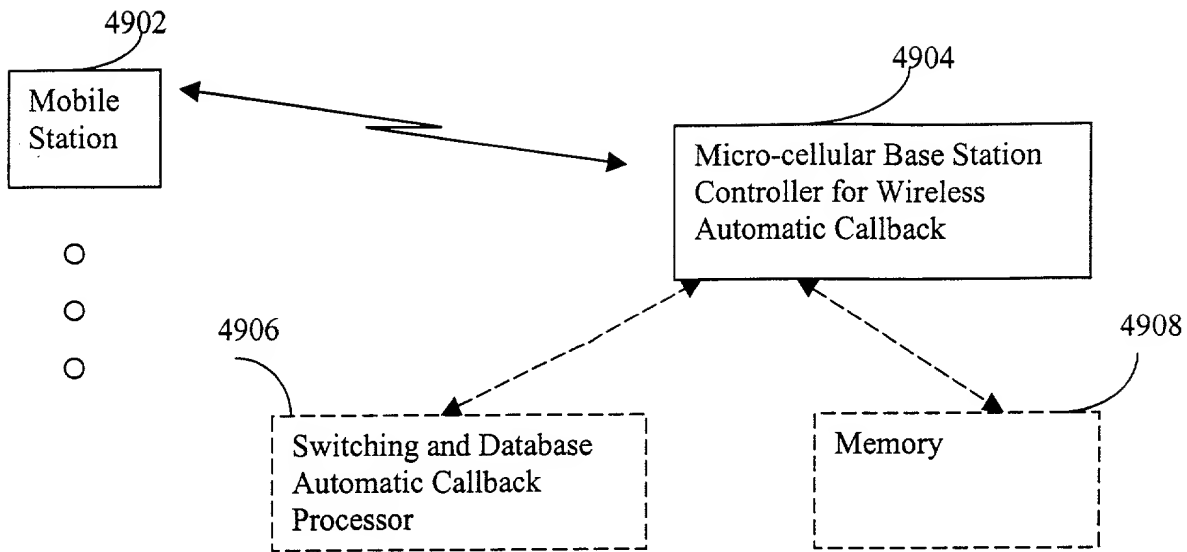 4902
Mobile
Station
4904
Micro-cellular Base Station
Controller for Wireless
Automatic Callback
4906
Switching and Database
Automatic Callback
Processor
4908
Memory